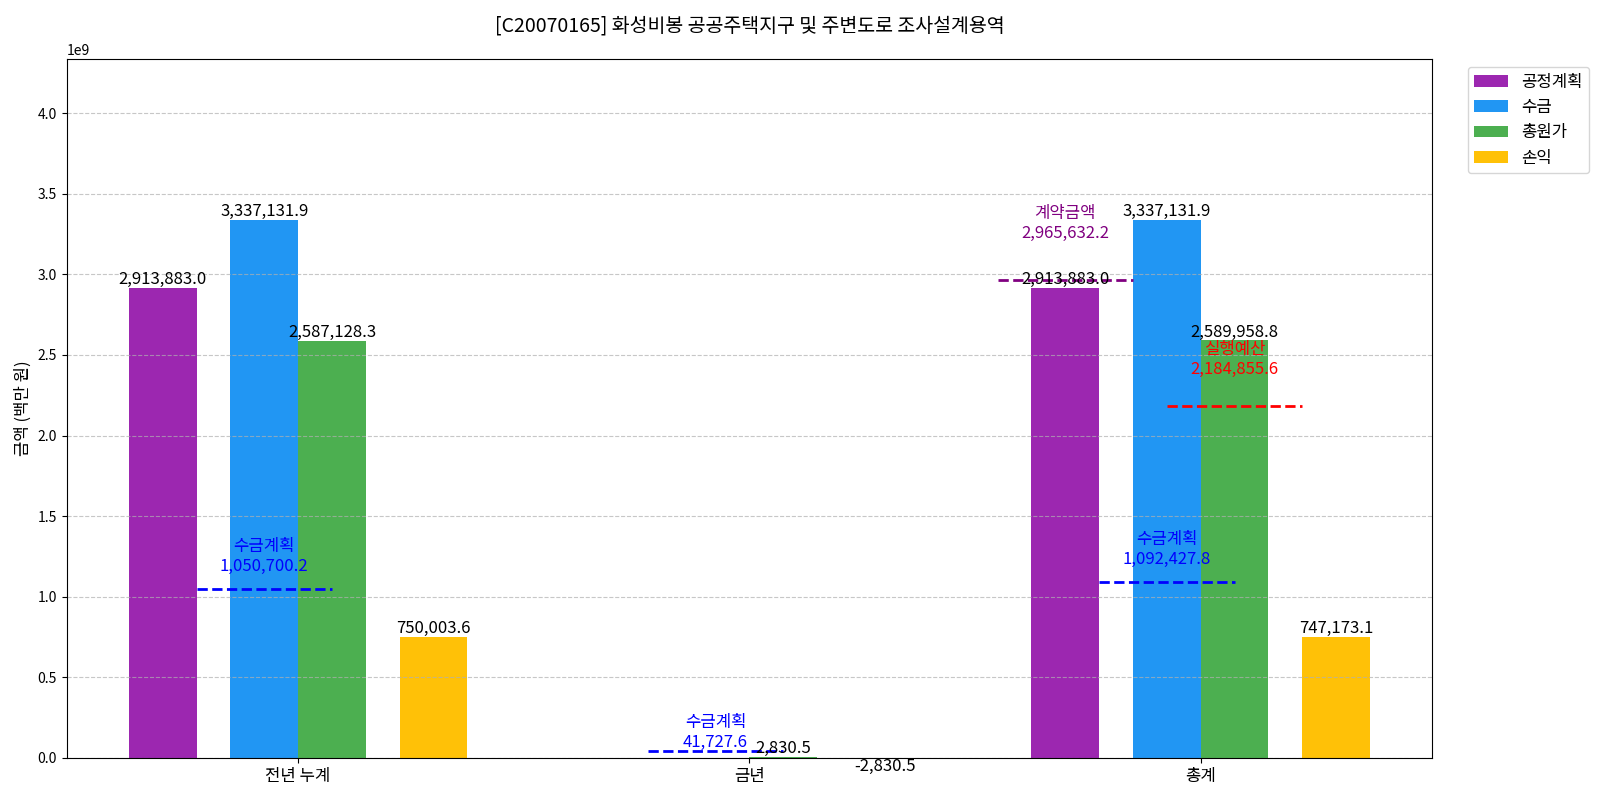 [C20070165] 화성비봉 공공주택지구 및 주변도로 조사설계용역
1e9
금액 (백만 원)
4.0
3.5
3.0
2.5
2.0
1.5
1.0
0.5
0.0
2,913,883.0
3,337,131.9
2,587,128.3
750,003.6
수금계획
1,050,700.2
수금계획
41,727.6
2,830.5
-2,830.5
계약금액
2,965,632.2
2,913,883.0
3,337,131.9
2,589,958.8
실행예산
2,184,855.6
수금계획
1,092,427.8
747,173.1
전년 누계
금년
총계
공정계획
수금
총원가
손익